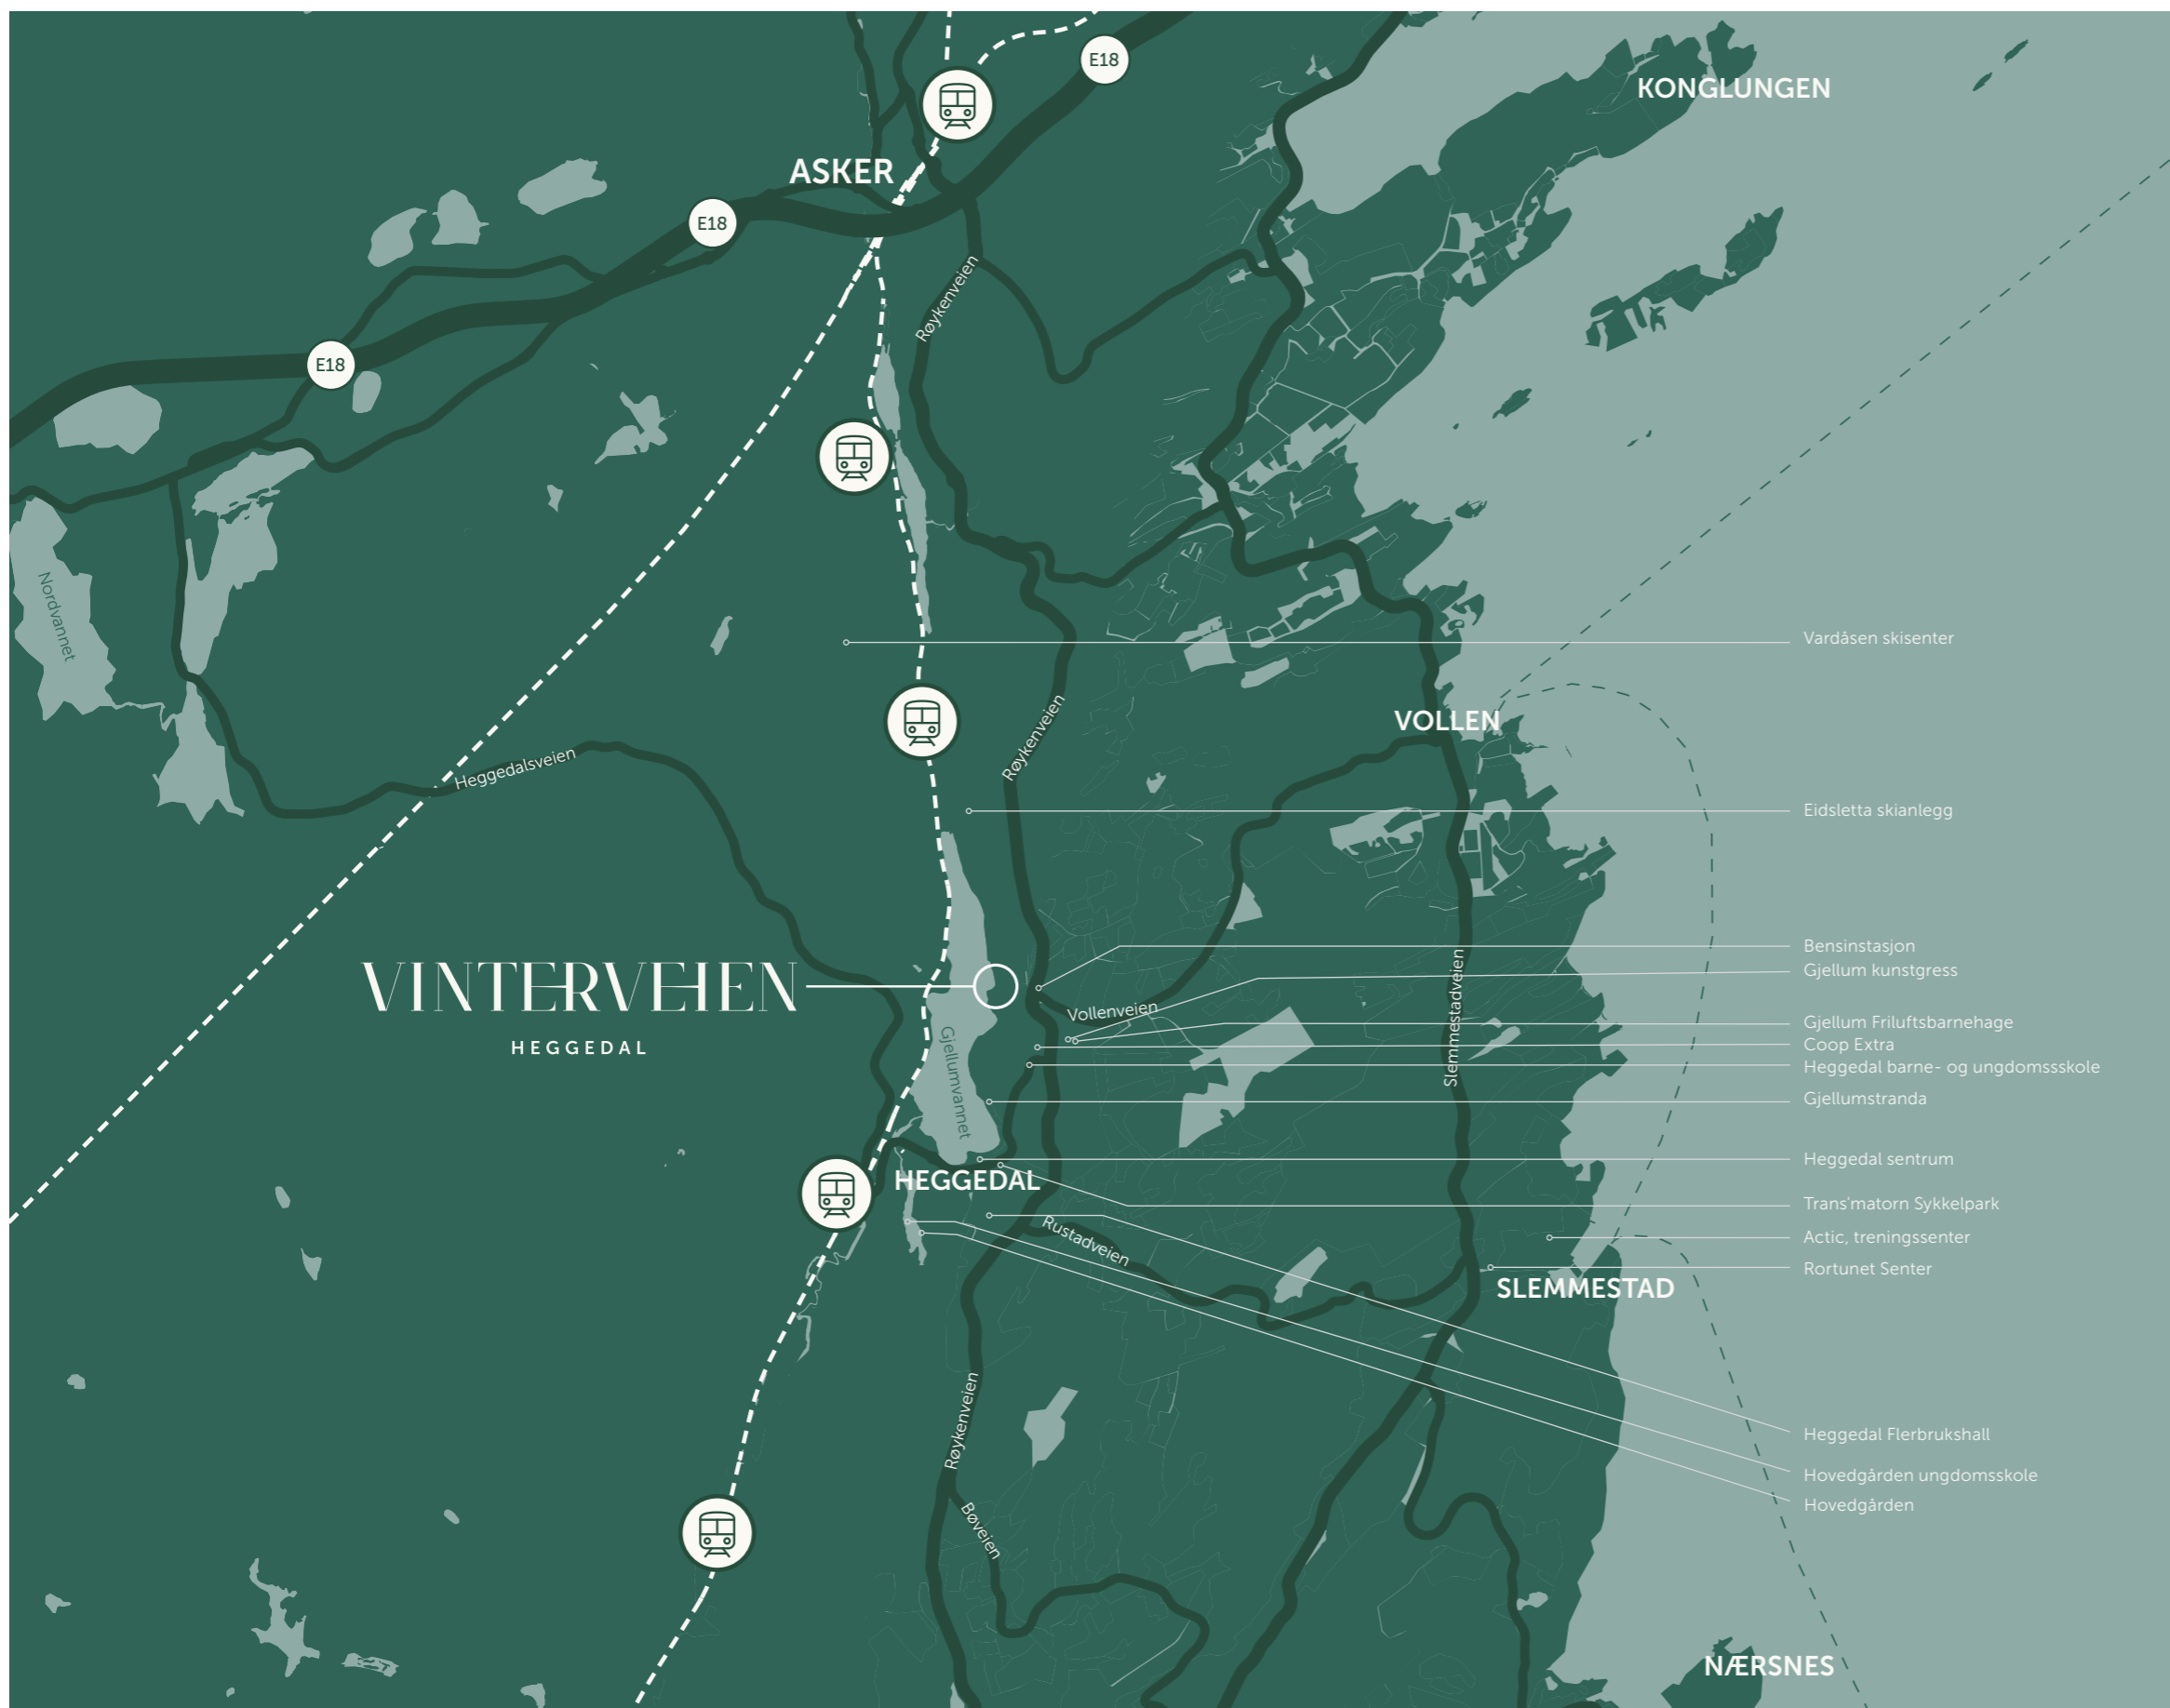 E18
KONGLUNGEN
ASKER
E18
Røykenveien
E18
Nordvannet
Vardåsen skisenter
Røykenveien
VOLLEN
Heggedalsveien
Eidsletta skianlegg
Bensinstasjon
Gjellum kunstgress
VINTERVEIEN
Slemmestadveien
Vollenveien
Gjellum Friluftsbarnehage
HEGGEDAL
Coop Extra
Heggedal barne- og ungdomssskole
Gjellumvannet
Gjellumstranda
Heggedal sentrum
HEGGEDAL
Trans'matorn Sykkelpark
Rustadveien
Actic, treningssenter
Rortunet Senter
SLEMMESTAD
Røykenveien
Heggedal Flerbrukshall
Hovedgården ungdomsskole
Hovedgården
Bøveien
NÆRSNES